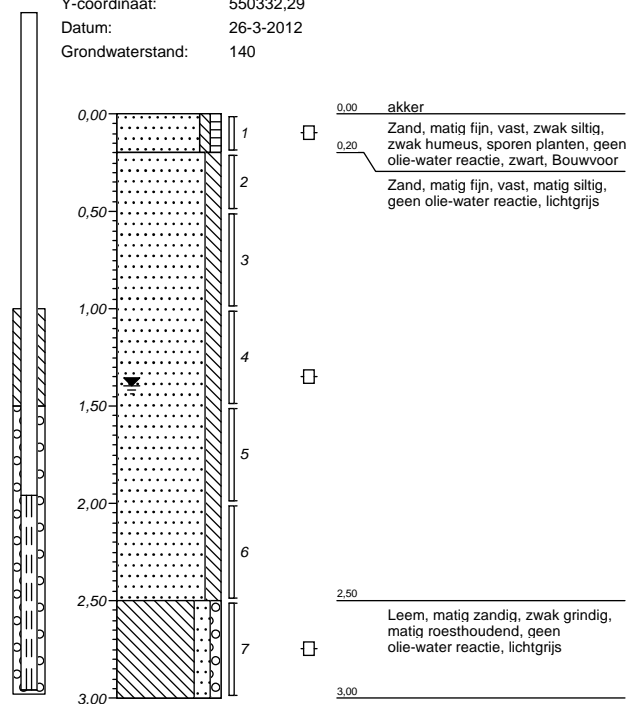 Y-coördinaat: 550332,29
Datum: 26-3-2012
Grondwaterstand: 140
0,00
0,50
1,00
1,50
2,00
2,50
3,00
1
2
3
4
5
6
7
0,00 akker
Zand, matig fijn, vast, zwak siltig,
zwak humeus, sporen planten, geen
olie-water reactie, zwart, Bouwvoor
0,20
Zand, matig fijn, vast, matig siltig,
geen olie-water reactie, lichtgrijs
2,50
Leem, matig zandig, zwak grindig,
matig roesthoudend, geen
olie-water reactie, lichtgrijs
3,00